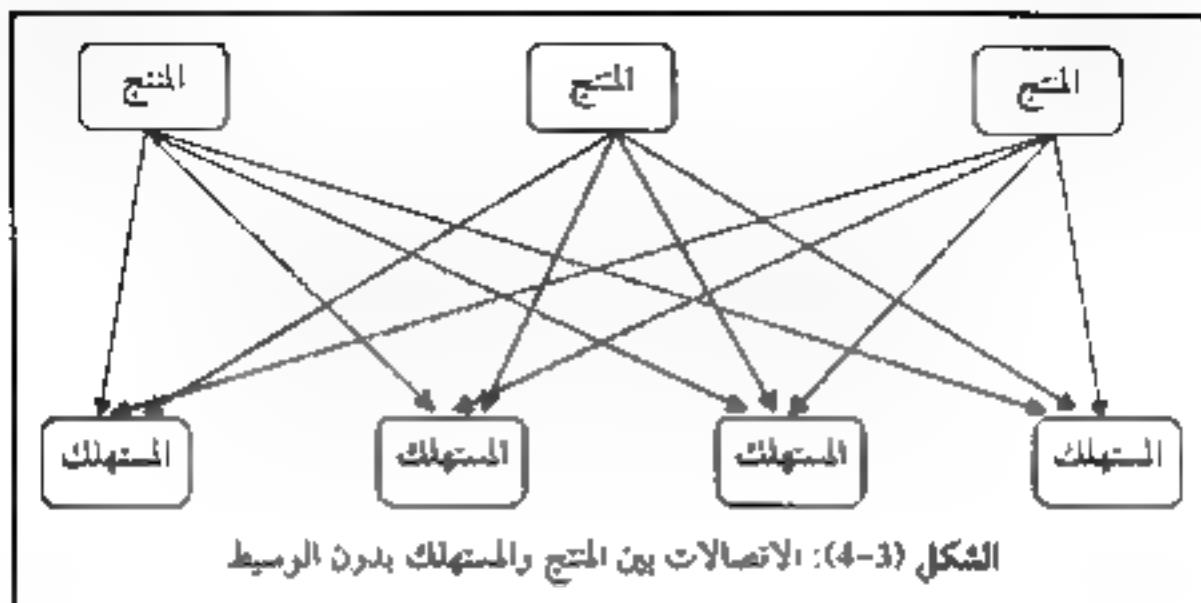 المنتج
المنتج
المنتج
المستهلك
المستهلك
المستهلك
المستهلك
الشكل (3-4): الاتصالات بين المنتج والمستهلك بدون الوسيط